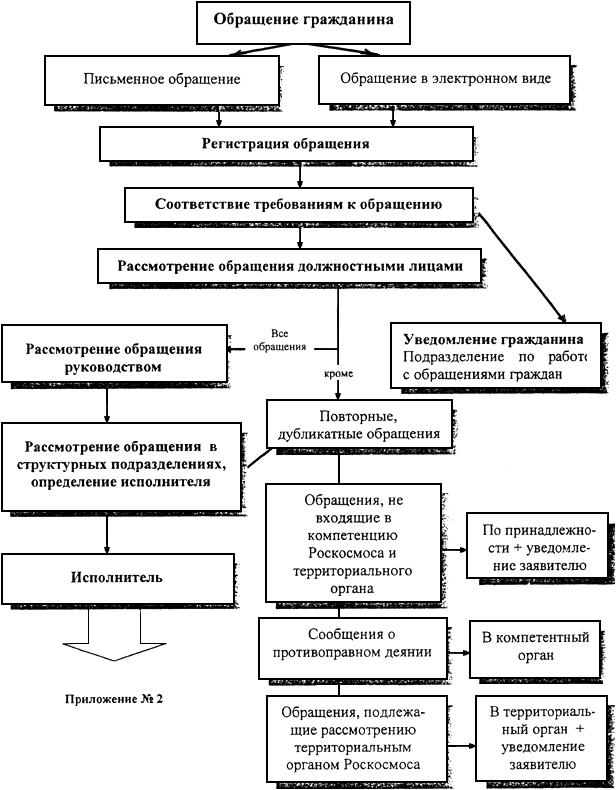 Обращение гражданина
Письменное обращение
Обращение в электронном виде
Регистрация обращения
Соответствие требованиям к обращению
Рассмотрение обращения должностными лицами
Все
обращения
кроме
Рассмотрение обращения
руководством
Уведомление гражданина
Подразделение по работе
с обращениями граждан
Повторные,
дубликатные обращения
Рассмотрение обращения в
структурных подразделениях,
определение исполнителя
Обращения, не
входящие в
компетенцию
Роскосмоса и
территориального
органа
По принадлежно-
сти + уведомле-
ние заявителю
Исполнитель
Сообщения о
противоправном деянии
В компетентный
орган
Приложение № 2
Обращения, подлежа-
щие рассмотрению
территориальным
органом Роскосмоса
В территориаль-
ный орган +
уведомление
заявителю